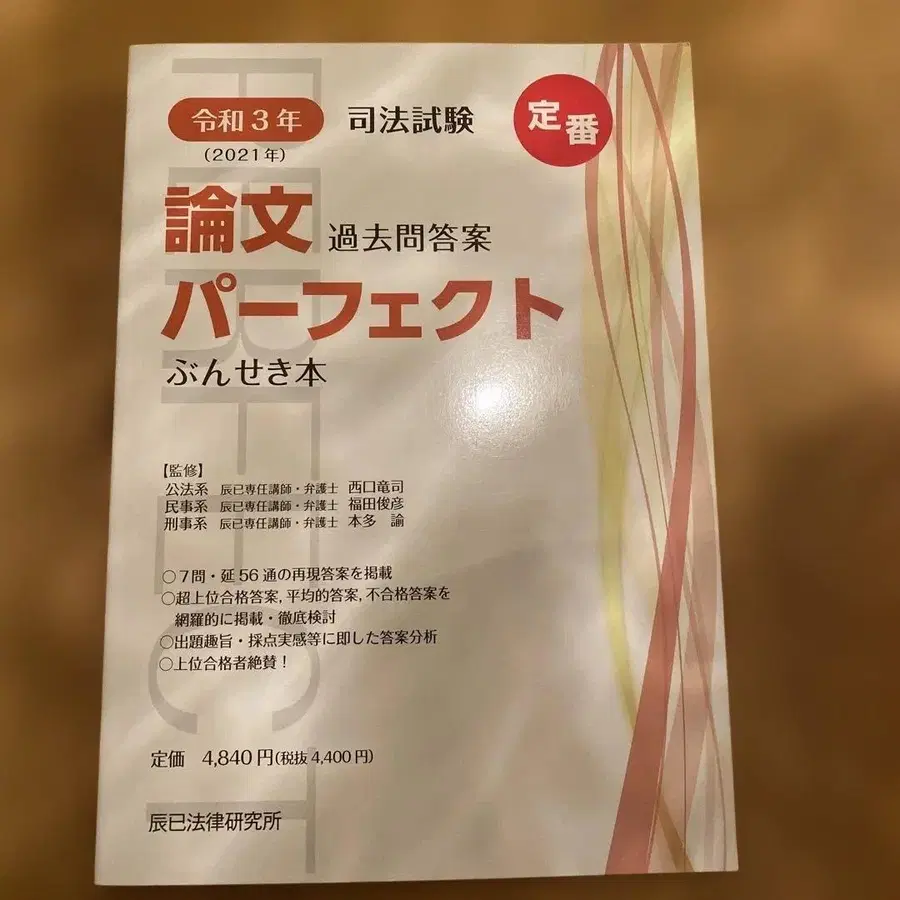 令和3年 司法試験 定番
(2021年)
論文 過去問答案
パーフェクト
ぶんせき本
【監修】
公法系 辰已専任講師・弁護士 西口竜司
民事系 辰已専任講師・弁護士 福田俊彦
刑事系 辰已専任講師・弁護士 本多 諭
○7問・延56通の再現答案を掲載
○超上位合格答案,平均的答案,不合格答案を
網羅的に掲載・徹底検討
○出題趣旨・採点実感等に即した答案分析
○上位合格者絶賛!
定価 4,840円(税抜4,400円)
辰已法律研究所
PERFECT